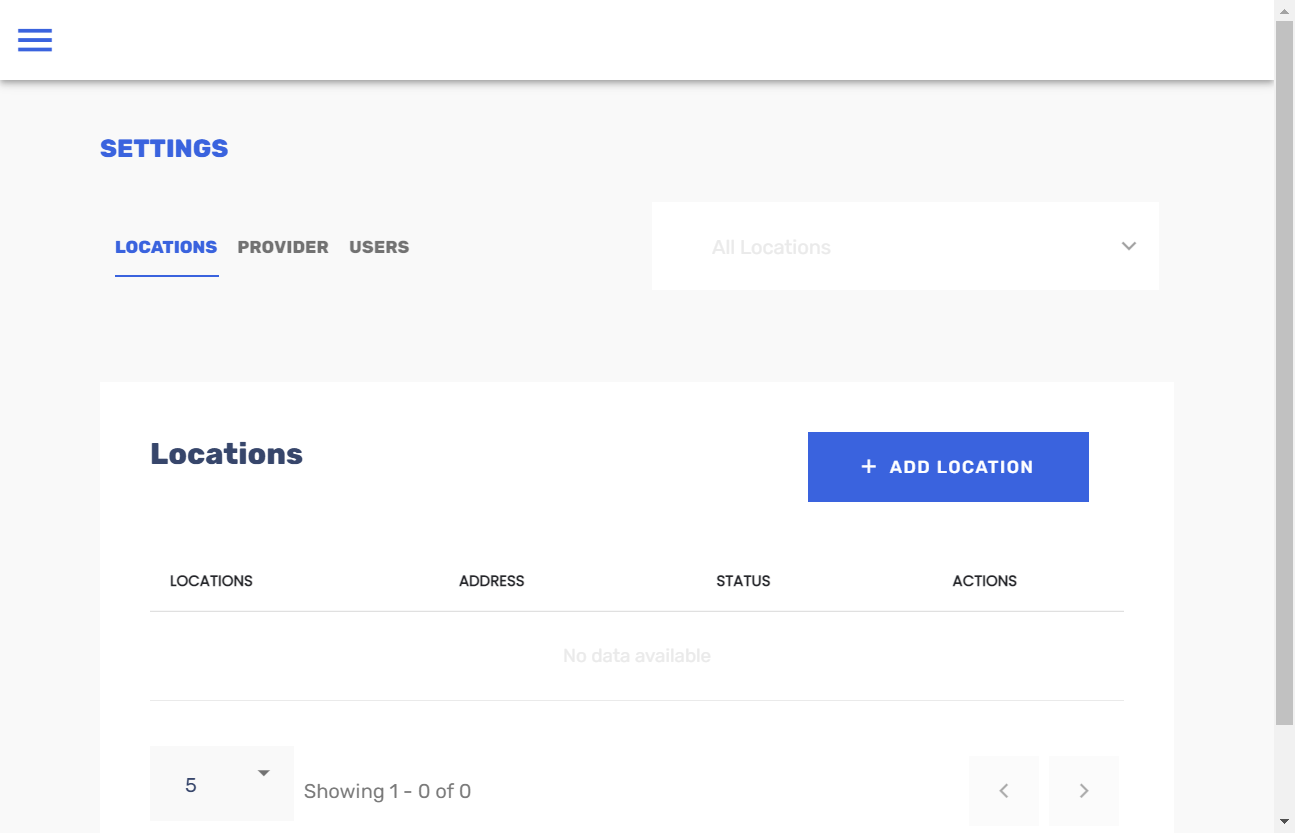 SETTINGS
LOCATIONS PROVIDER USERS
All Locations
Locations
+ ADD LOCATION
LOCATIONS ADDRESS STATUS ACTIONS
No data available
5
Showing 1 - 0 of 0